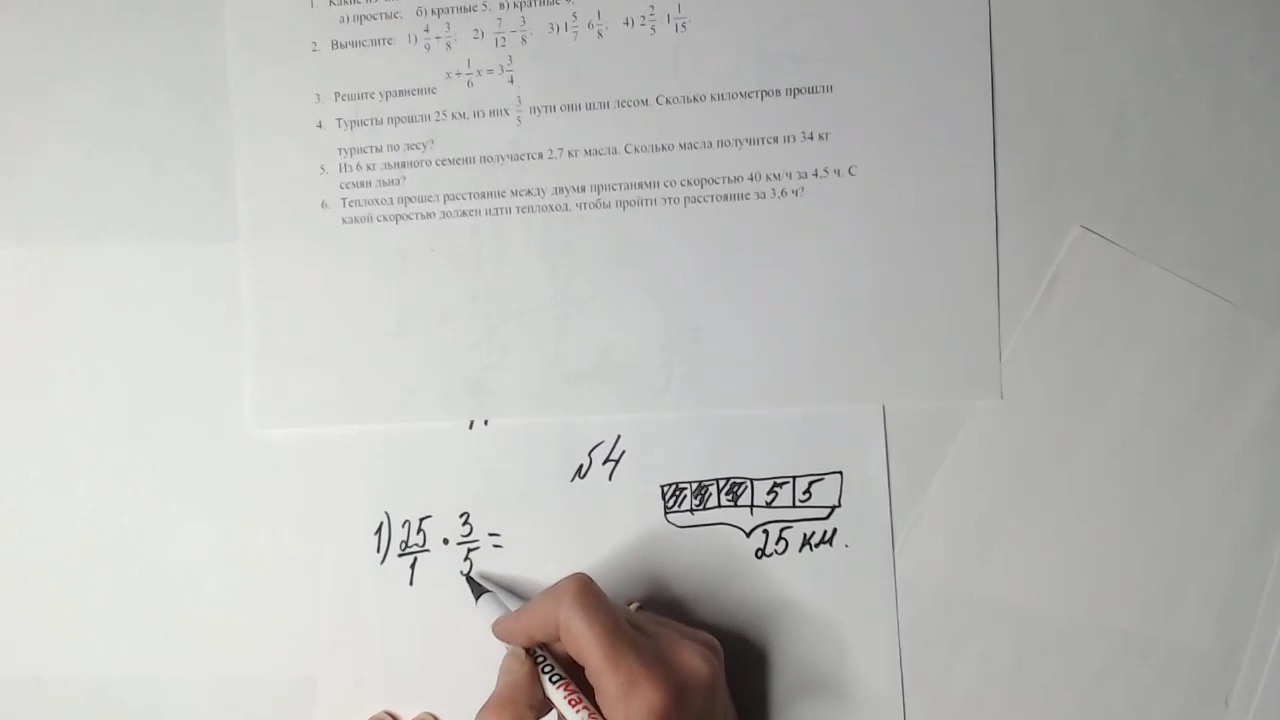 1. Какие
а) простые; б) кратные 5; в) кратные 9.
2. Вычислите: 1) 4/9 + 3/8; 2) 7/12 − 3/8; 3) 1 5/7 · 6 1/8; 4) 2 2/5 : 1 1/15.
3. Решите уравнение x + 1/6 x = 3 3/4.
4. Туристы прошли 25 км, из них 3/5 пути они шли лесом. Сколько километров прошли
туристы по лесу?
5. Из 6 кг льняного семени получается 2,7 кг масла. Сколько масла получится из 34 кг
семян льна?
6. Теплоход прошел расстояние между двумя пристанями со скоростью 40 км/ч за 4,5 ч. С
какой скоростью должен идти теплоход, чтобы пройти это расстояние за 3,6 ч?
№4
5 5 5 5 5
25 км.
1) 25/1 · 3/5 =
GOODMar